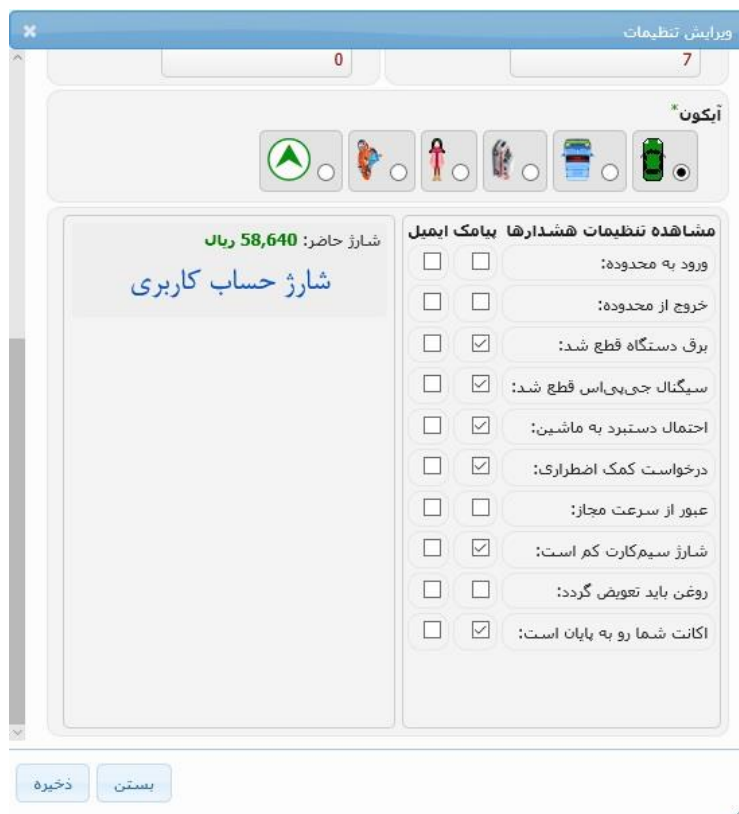 ویرایش تنظیمات
7
0
آیکون*
مشاهده تنظیمات هشدارها پیامک ایمیل
ورود به محدوده:
خروج از محدوده:
برق دستگاه قطع شد:
سیگنال جی‌پی‌اس قطع شد:
احتمال دستبرد به ماشین:
درخواست کمک اضطراری:
عبور از سرعت مجاز:
شارژ سیم‌کارت کم است:
روغن باید تعویض گردد:
اکانت شما رو به پایان است:
شارژ حاضر: 58,640 ریال
شارژ حساب کاربری
بستن
ذخیره